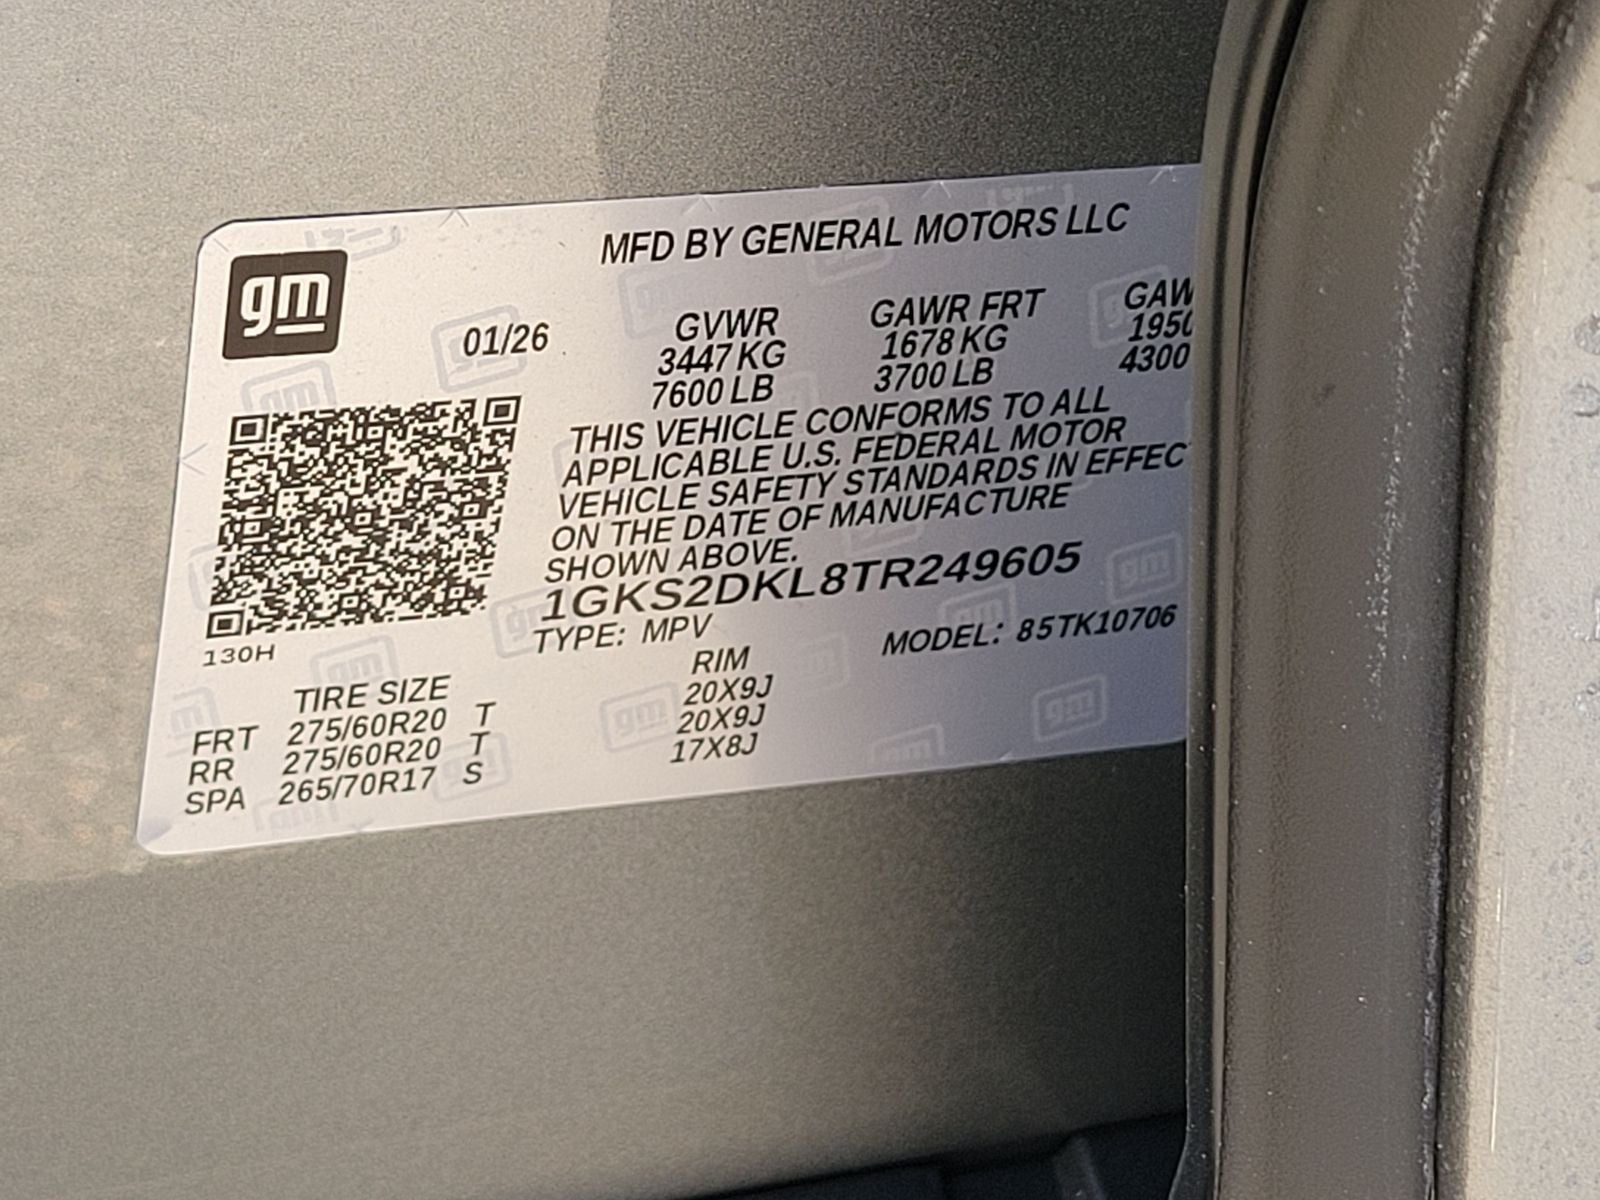 gm
MFD BY GENERAL MOTORS LLC
01/26 GVWR GAWR FRT GAW
3447 KG 1678 KG 1950
7600 LB 3700 LB 4300
THIS VEHICLE CONFORMS TO ALL
APPLICABLE U.S. FEDERAL MOTOR
VEHICLE SAFETY STANDARDS IN EFFEC
ON THE DATE OF MANUFACTURE
SHOWN ABOVE.
1GKS2DKL8TR249605
TYPE: MPV MODEL: 85TK10706
130H
TIRE SIZE RIM
FRT 275/60R20 T 20X9J
RR 275/60R20 T 20X9J
SPA 265/70R17 S 17X8J